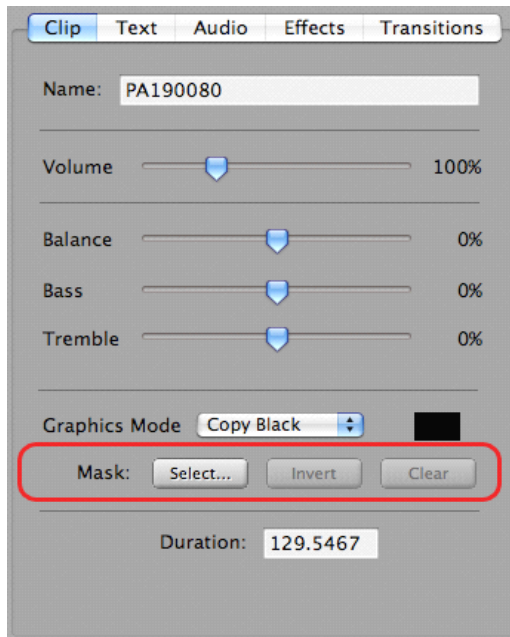 Clip Text Audio Effects Transitions
Name: PA190080
Volume 100%
Balance 0%
Bass 0%
Tremble 0%
Graphics Mode Copy Black
Mask: Select... Invert Clear
Duration: 129.5467